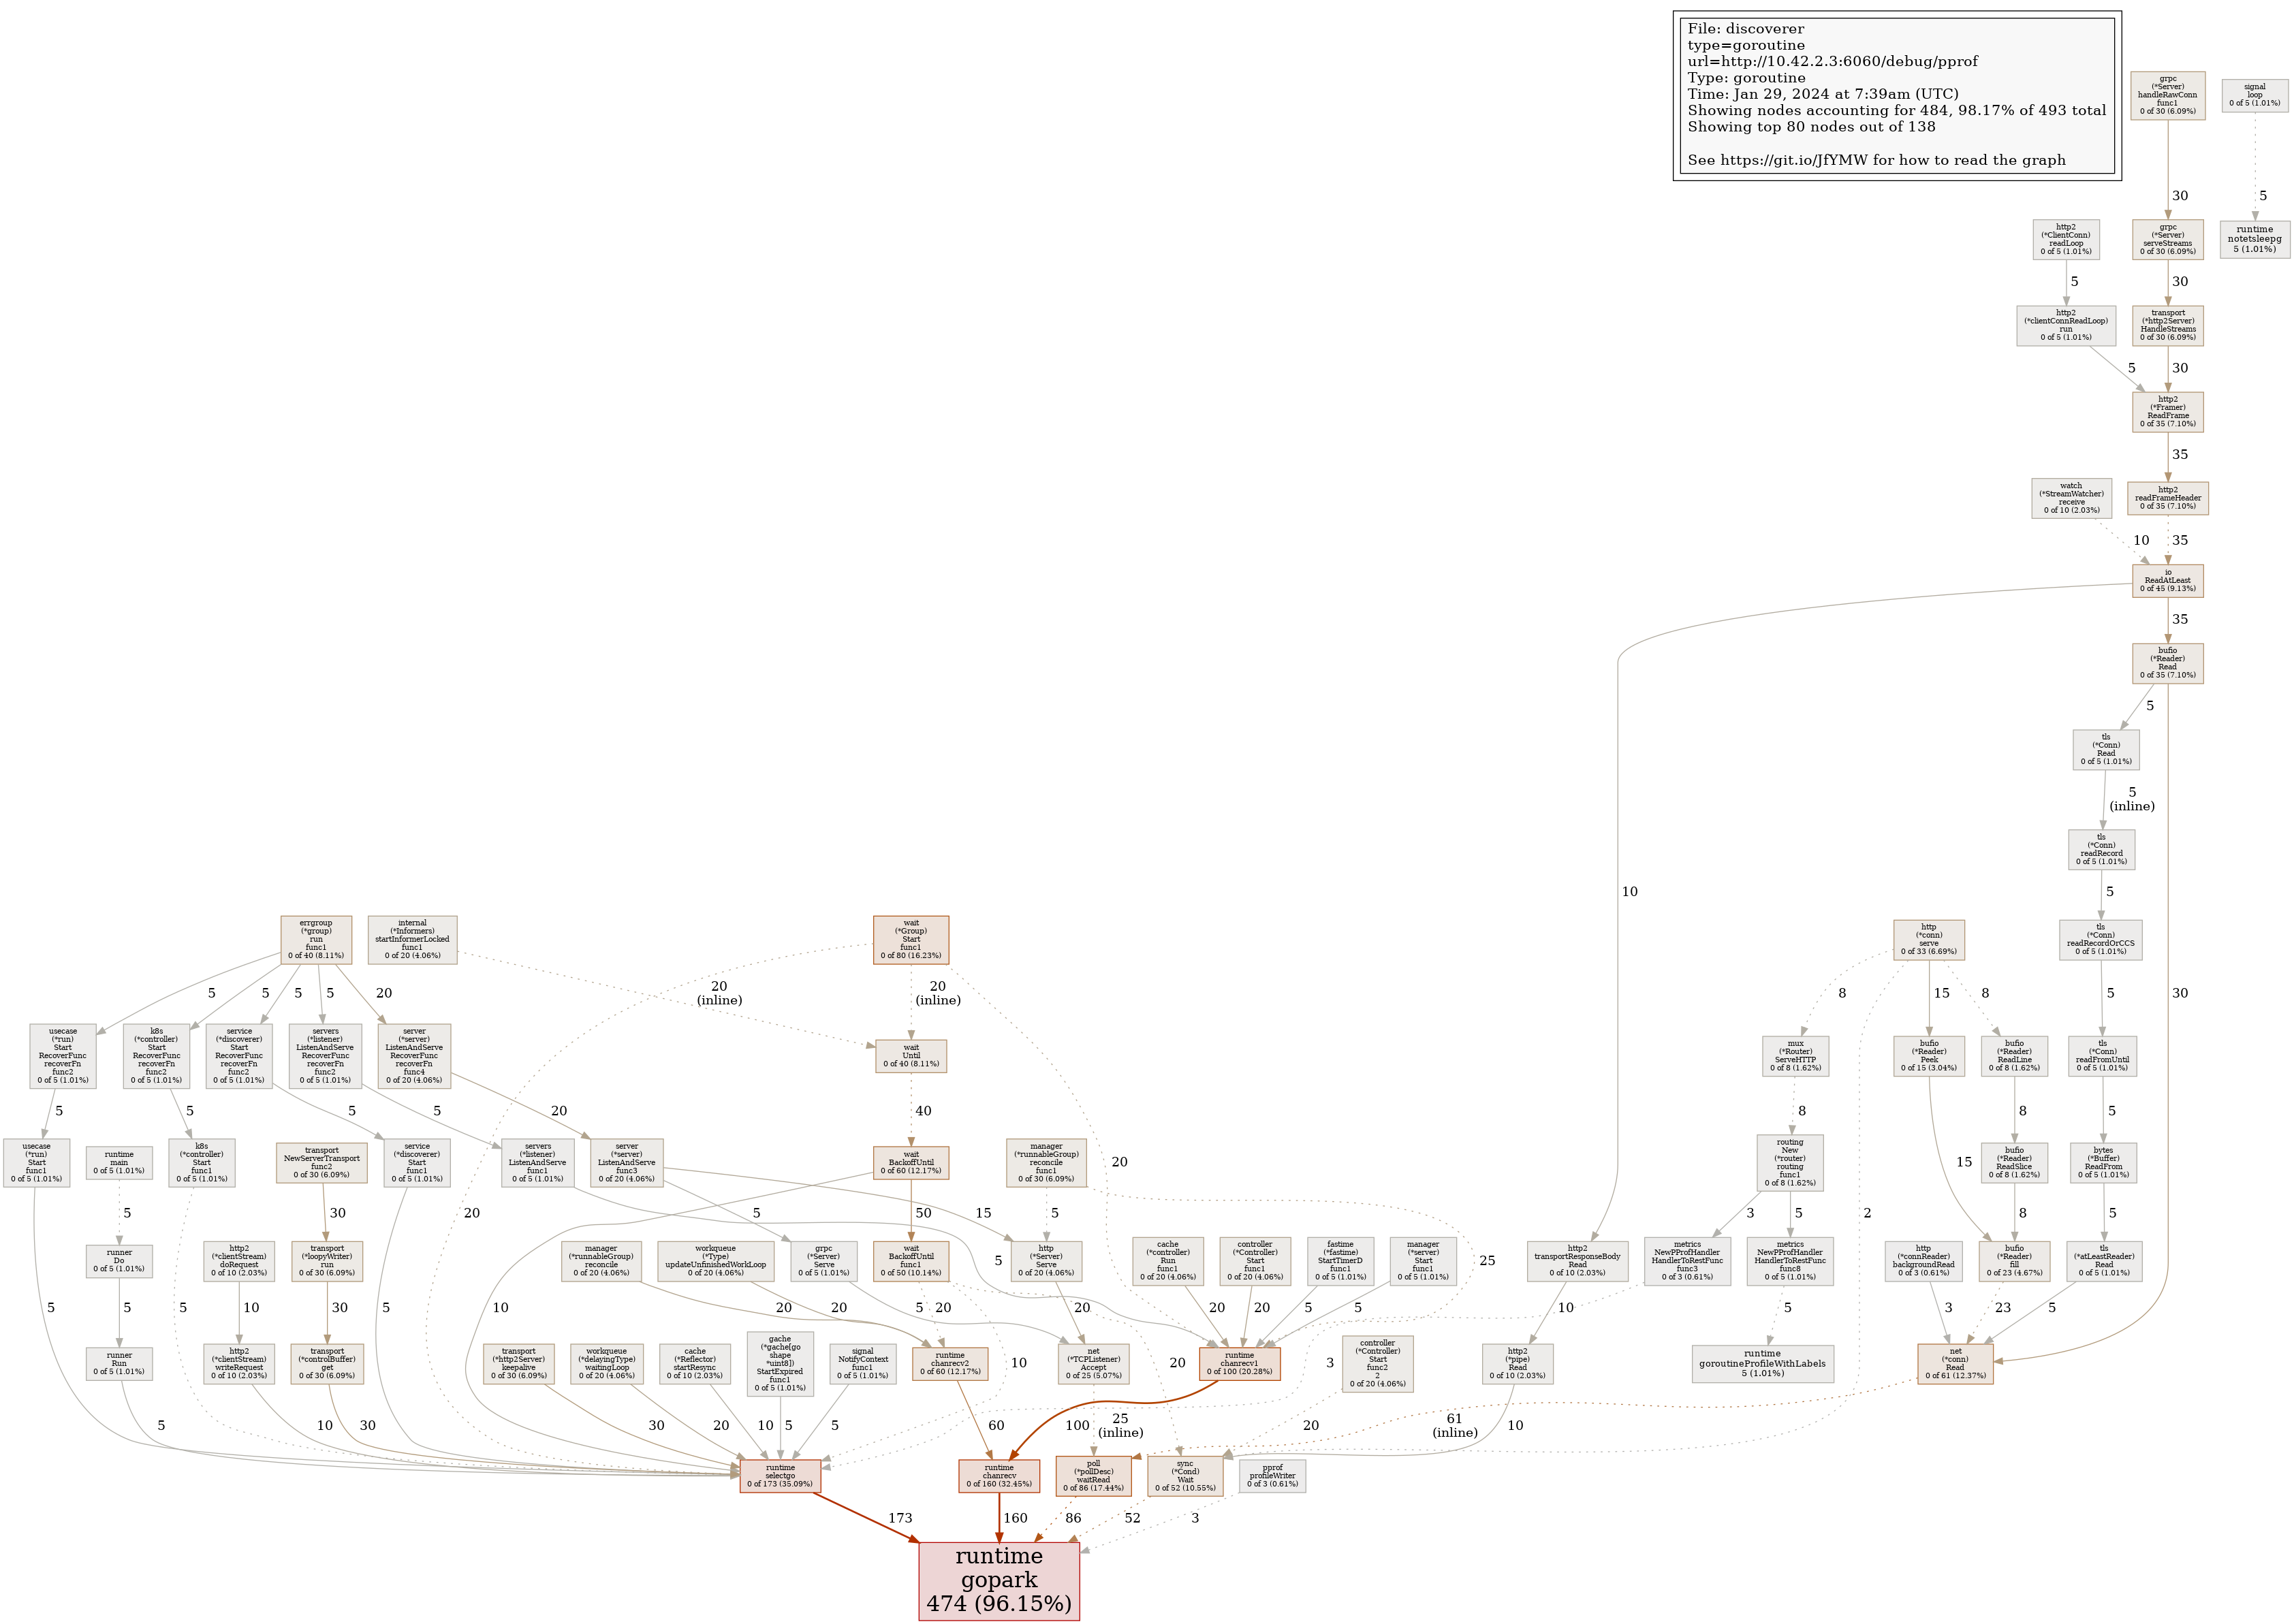 File: discoverer
type=goroutine
url=http://10.42.2.3:6060/debug/pprof
Type: goroutine
Time: Jan 29, 2024 at 7:39am (UTC)
Showing nodes accounting for 484, 98.17% of 493 total
Showing top 80 nodes out of 138
See https://git.io/JfYMW for how to read the graph
grpc
(*Server)
handleRawConn
func1
0 of 30 (6.09%)
signal
loop
0 of 5 (1.01%)
30
5
http2
(*ClientConn)
readLoop
0 of 5 (1.01%)
grpc
(*Server)
serveStreams
0 of 30 (6.09%)
runtime
notetsleepg
5 (1.01%)
5
30
http2
(*clientConnReadLoop)
run
0 of 5 (1.01%)
transport
(*http2Server)
HandleStreams
0 of 30 (6.09%)
5
30
http2
(*Framer)
ReadFrame
0 of 35 (7.10%)
35
watch
(*StreamWatcher)
receive
0 of 10 (2.03%)
http2
readFrameHeader
0 of 35 (7.10%)
10
35
io
ReadAtLeast
0 of 45 (9.13%)
35
bufio
(*Reader)
Read
0 of 35 (7.10%)
5
tls
(*Conn)
Read
0 of 5 (1.01%)
5
(inline)
tls
(*Conn)
readRecord
0 of 5 (1.01%)
10
5
errgroup
(*group)
run
func1
0 of 40 (8.11%)
internal
(*Informers)
startInformerLocked
func1
0 of 20 (4.06%)
wait
(*Group)
Start
func1
0 of 80 (16.23%)
http
(*conn)
serve
0 of 33 (6.69%)
tls
(*Conn)
readRecordOrCCS
0 of 5 (1.01%)
5
5
5
5
20
20
(inline)
20
(inline)
8
15
8
5
30
usecase
(*run)
Start
RecoverFunc
recoverFn
func2
0 of 5 (1.01%)
k8s
(*controller)
Start
RecoverFunc
recoverFn
func2
0 of 5 (1.01%)
service
(*discoverer)
Start
RecoverFunc
recoverFn
func2
0 of 5 (1.01%)
servers
(*listener)
ListenAndServe
RecoverFunc
recoverFn
func2
0 of 5 (1.01%)
server
(*server)
ListenAndServe
RecoverFunc
recoverFn
func4
0 of 20 (4.06%)
wait
Until
0 of 40 (8.11%)
mux
(*Router)
ServeHTTP
0 of 8 (1.62%)
bufio
(*Reader)
Peek
0 of 15 (3.04%)
bufio
(*Reader)
ReadLine
0 of 8 (1.62%)
tls
(*Conn)
readFromUntil
0 of 5 (1.01%)
5
5
5
5
20
40
8
8
5
2
usecase
(*run)
Start
func1
0 of 5 (1.01%)
runtime
main
0 of 5 (1.01%)
k8s
(*controller)
Start
func1
0 of 5 (1.01%)
transport
NewServerTransport
func2
0 of 30 (6.09%)
service
(*discoverer)
Start
func1
0 of 5 (1.01%)
servers
(*listener)
ListenAndServe
func1
0 of 5 (1.01%)
server
(*server)
ListenAndServe
func3
0 of 20 (4.06%)
wait
BackoffUntil
0 of 60 (12.17%)
manager
(*runnableGroup)
reconcile
func1
0 of 30 (6.09%)
20
15
routing
New
(*router)
routing
func1
0 of 8 (1.62%)
bufio
(*Reader)
ReadSlice
0 of 8 (1.62%)
bytes
(*Buffer)
ReadFrom
0 of 5 (1.01%)
5
30
20
5
50
15
5
3
5
8
5
runner
Do
0 of 5 (1.01%)
http2
(*clientStream)
doRequest
0 of 10 (2.03%)
transport
(*loopyWriter)
run
0 of 30 (6.09%)
manager
(*runnableGroup)
reconcile
0 of 20 (4.06%)
workqueue
(*Type)
updateUnfinishedWorkLoop
0 of 20 (4.06%)
grpc
(*Server)
Serve
0 of 5 (1.01%)
wait
BackoffUntil
func1
0 of 50 (10.14%)
5
http
(*Server)
Serve
0 of 20 (4.06%)
cache
(*controller)
Run
func1
0 of 20 (4.06%)
controller
(*Controller)
Start
func1
0 of 20 (4.06%)
fastime
(*fastime)
StartTimerD
func1
0 of 5 (1.01%)
manager
(*server)
Start
func1
0 of 5 (1.01%)
25
http2
transportResponseBody
Read
0 of 10 (2.03%)
metrics
NewPProfHandler
HandlerToRestFunc
func3
0 of 3 (0.61%)
metrics
NewPProfHandler
HandlerToRestFunc
func8
0 of 5 (1.01%)
http
(*connReader)
backgroundRead
0 of 3 (0.61%)
bufio
(*Reader)
fill
0 of 23 (4.67%)
tls
(*atLeastReader)
Read
0 of 5 (1.01%)
5
5
5
10
30
5
10
20
20
5
20
20
20
20
5
5
10
5
3
23
5
runner
Run
0 of 5 (1.01%)
http2
(*clientStream)
writeRequest
0 of 10 (2.03%)
transport
(*controlBuffer)
get
0 of 30 (6.09%)
transport
(*http2Server)
keepalive
0 of 30 (6.09%)
workqueue
(*delayingType)
waitingLoop
0 of 20 (4.06%)
cache
(*Reflector)
startResync
0 of 10 (2.03%)
gache
(*gache[go
shape
*uint8])
StartExpired
func1
0 of 5 (1.01%)
signal
NotifyContext
func1
0 of 5 (1.01%)
runtime
chanrecv2
0 of 60 (12.17%)
10
net
(*TCPListener)
Accept
0 of 25 (5.07%)
20
runtime
chanrecv1
0 of 100 (20.28%)
3
controller
(*Controller)
Start
func2
2
0 of 20 (4.06%)
http2
(*pipe)
Read
0 of 10 (2.03%)
runtime
goroutineProfileWithLabels
5 (1.01%)
net
(*conn)
Read
0 of 61 (12.37%)
5
10
30
30
20
10
5
5
60
100
25
(inline)
20
61
(inline)
10
runtime
selectgo
0 of 173 (35.09%)
runtime
chanrecv
0 of 160 (32.45%)
poll
(*pollDesc)
waitRead
0 of 86 (17.44%)
sync
(*Cond)
Wait
0 of 52 (10.55%)
pprof
profileWriter
0 of 3 (0.61%)
173
160
86
52
3
runtime
gopark
474 (96.15%)